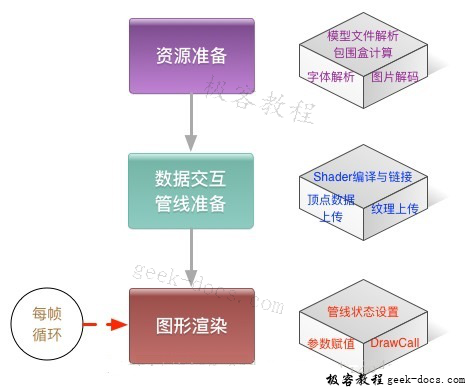 资源准备
模型文件解析
包围盒计算
字体解析
图片解码
极客教程
数据交互
管线准备
Shader编译与链接
顶点数据
上传
纹理上传
geek-docs.com
每帧
循环
图形渲染
管线状态设置
参数赋值
DrawCall
极客教程 geek-docs.com